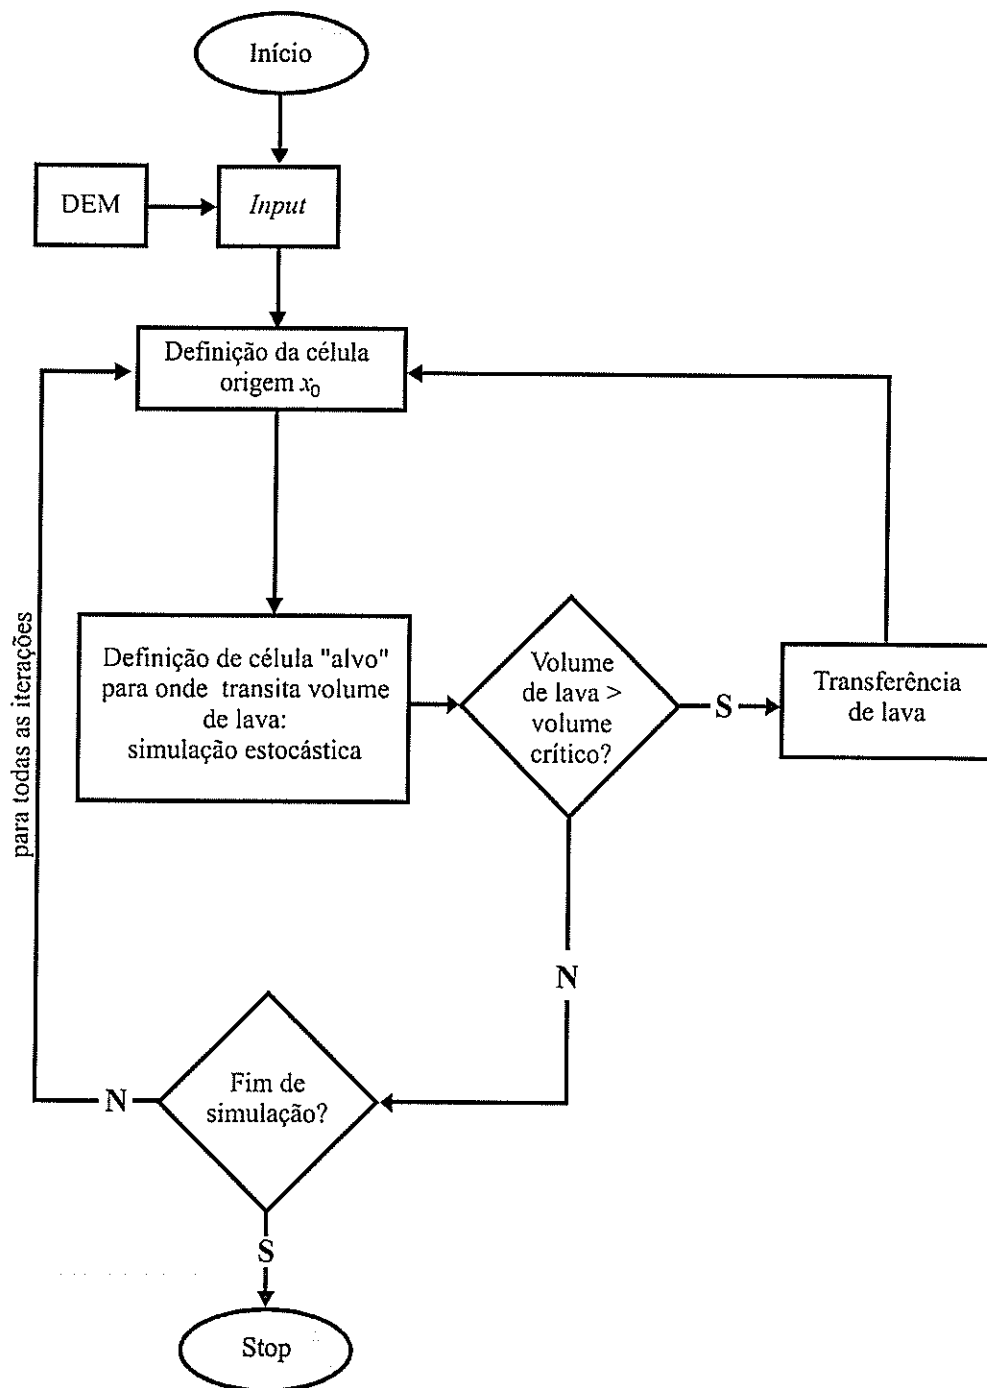 Início
DEM
Input
Definição da célula
origem x₀
para todas as iterações
Definição de célula "alvo"
para onde transita volume
de lava:
simulação estocástica
Volume
de lava >
volume
crítico?
S
Transferência
de lava
N
Fim de
simulação?
N
S
Stop